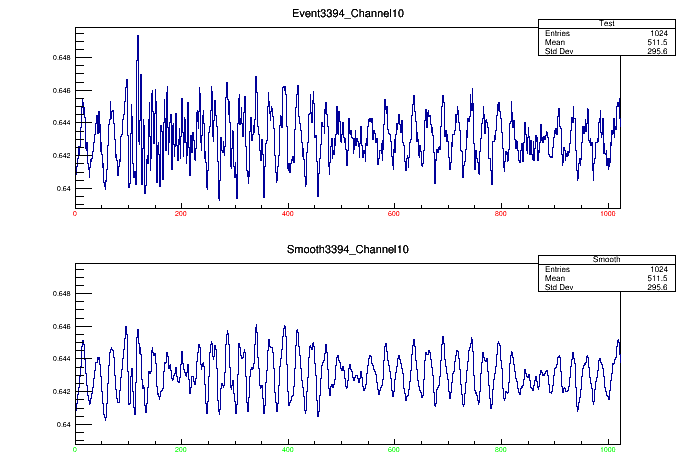 Event3394_Channel10
Test
Entries 1024
Mean 511.5
Std Dev 295.6
0.648
0.646
0.644
0.642
0.64
0 200 400 600 800 1000
Smooth3394_Channel10
Smooth
Entries 1024
Mean 511.5
Std Dev 295.6
0.648
0.646
0.644
0.642
0.64
0 200 400 600 800 1000